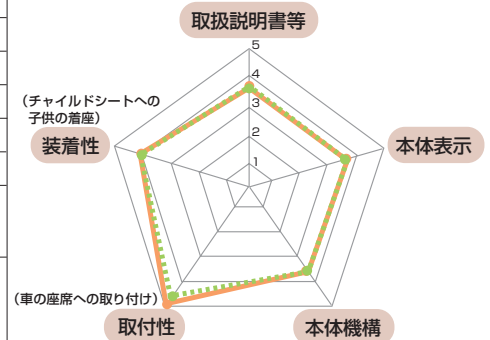 取扱説明書等
5
4
3
2
1
(チャイルドシートへの
子供の着座)
装着性
本体表示
(車の座席への取り付け)
取付性
本体機構